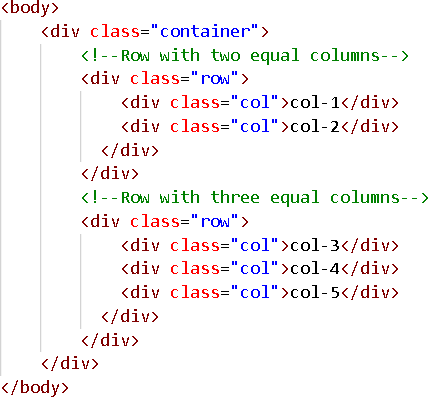 <body>
<div class="container">
<!--Row with two equal columns-->
<div class="row">
<div class="col">col-1</div>
<div class="col">col-2</div>
</div>
</div>
<!--Row with three equal columns-->
<div class="row">
<div class="col">col-3</div>
<div class="col">col-4</div>
<div class="col">col-5</div>
</div>
</div>
</div>
</body>